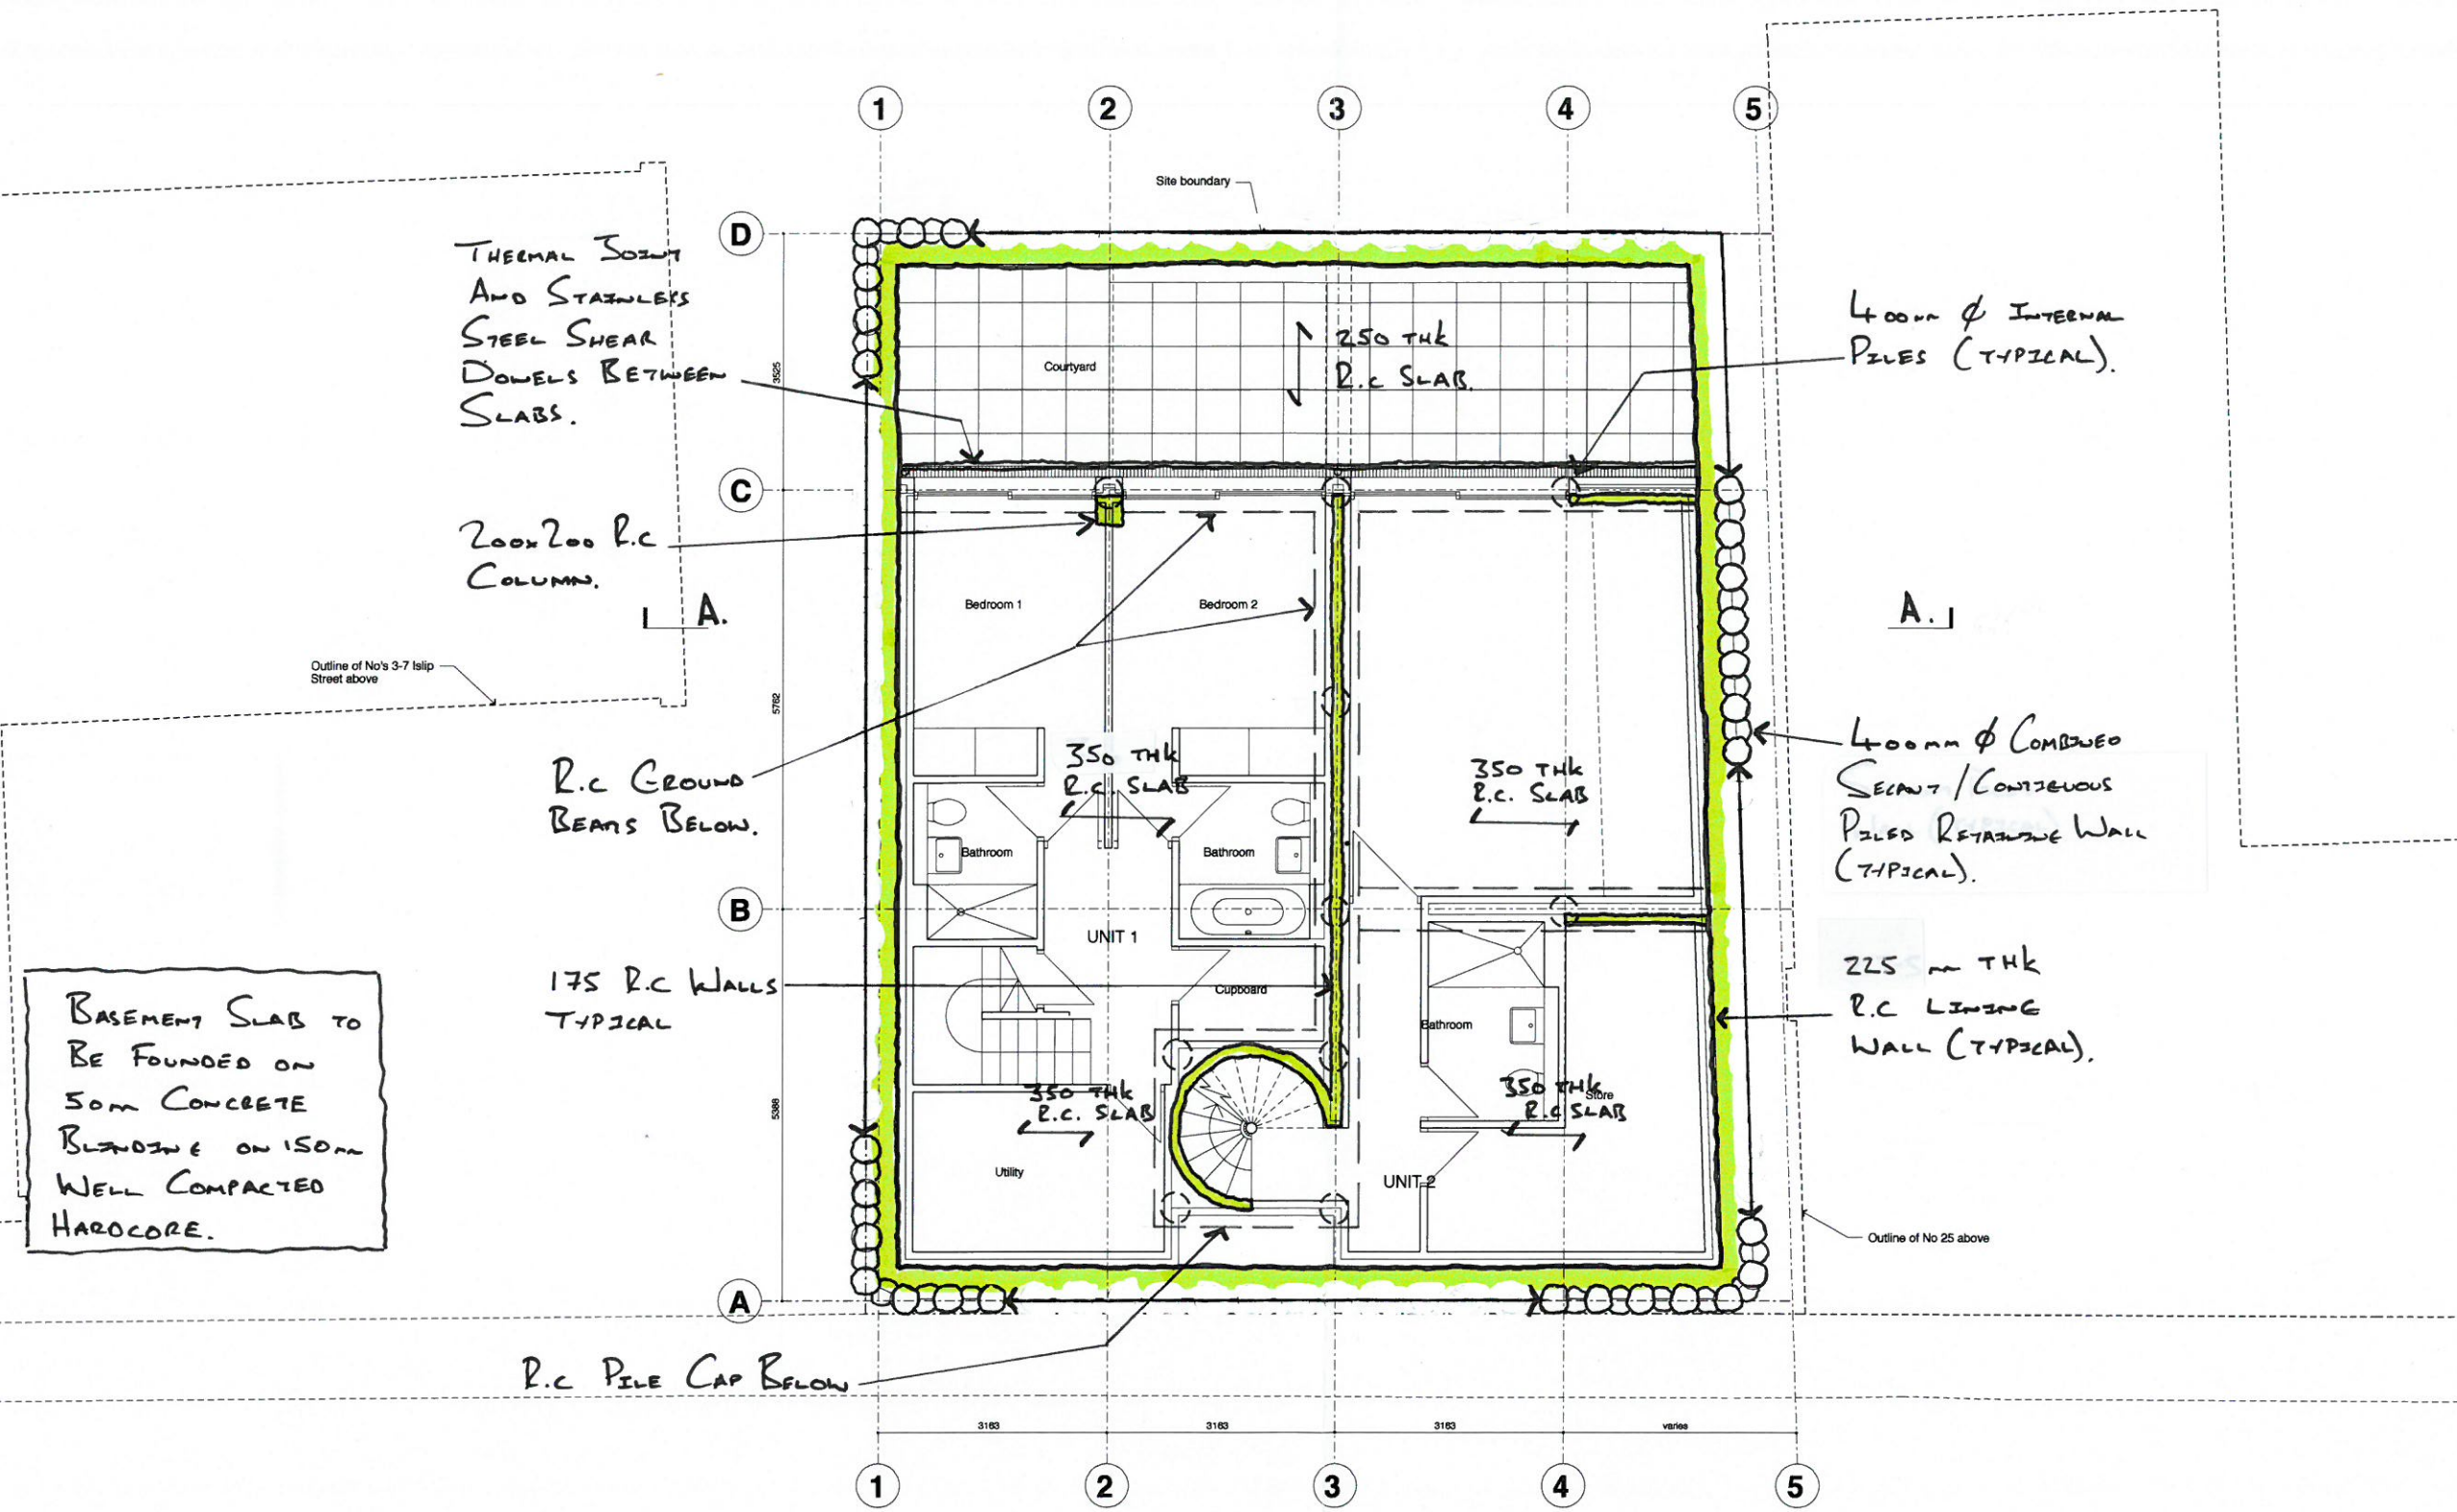 1
2
3
4
5
Site boundary
D
THERMAL JOINT
AND STAINLESS
STEEL SHEAR
DOWELS BETWEEN
SLABS.
400mm ϕ INTERNAL
PILES (TYPICAL).
250 THK
R.C SLAB.
Courtyard
3525
C
200x200 R.C
COLUMN.
A.
A.
Bedroom 1
Bedroom 2
Outline of No's 3-7 Islip
Street above
5762
R.C GROUND
BEAMS BELOW.
350 THK
R.C. SLAB
350 THK
R.C. SLAB
400mm ϕ COMBINED
SECANT / CONTIGUOUS
PILED RETAINING WALL
(TYPICAL).
Bathroom
Bathroom
B
UNIT 1
175 R.C WALLS
TYPICAL
Cupboard
Bathroom
225 mm THK
R.C LINING
WALL (TYPICAL).
BASEMENT SLAB TO
BE FOUNDED ON
50mm CONCRETE
BLINDING ON 150mm
WELL COMPACTED
HARDCORE.
5388
350 THK
R.C. SLAB
350 THK
R.C SLAB
Store
Utility
UNIT 2
Outline of No 25 above
A
R.C PILE CAP BELOW
3163
3163
3163
varies
1
2
3
4
5